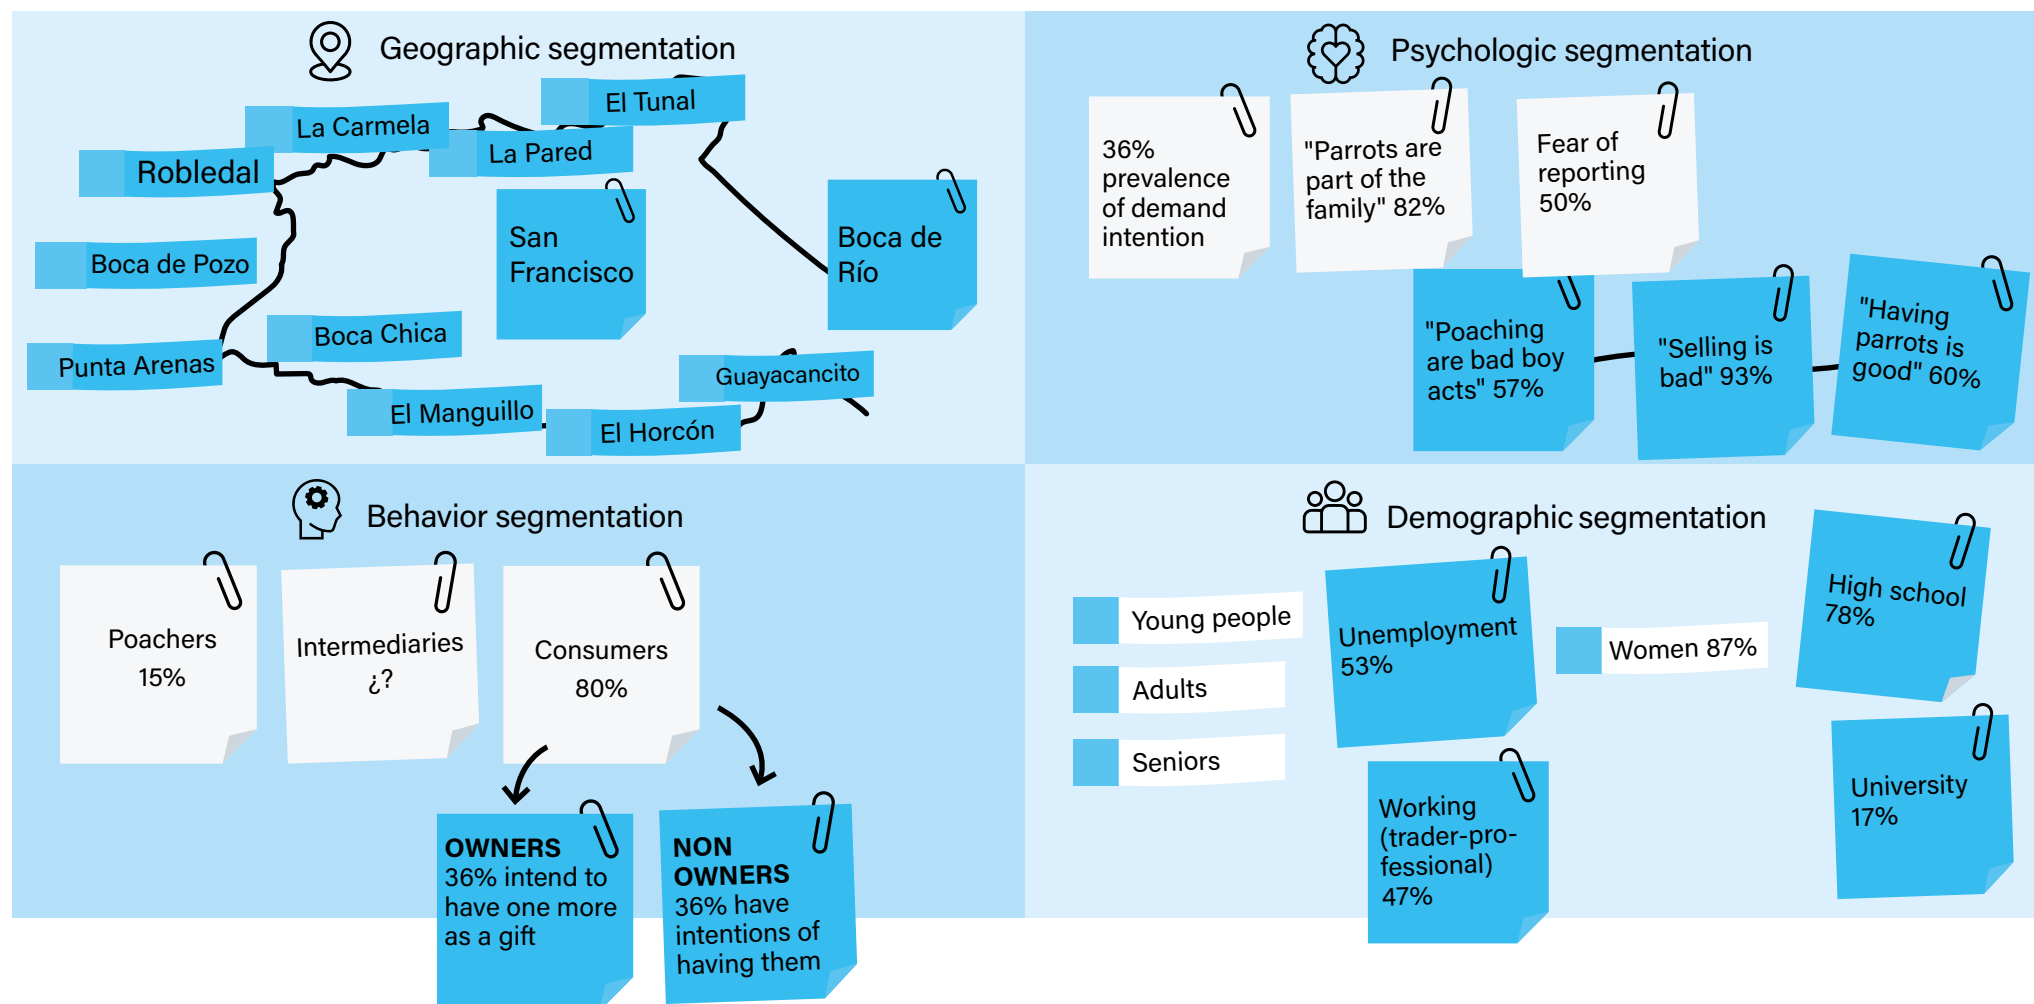 Geographic segmentation
El Tunal
La Carmela
La Pared
Robledal
San
Francisco
Boca de
Río
Boca de Pozo
Boca Chica
Punta Arenas
Guayacancito
El Manguillo
El Horcón
Psychologic segmentation
36%
prevalence
of demand
intention
"Parrots are
part of the
family" 82%
Fear of
reporting
50%
"Poaching
are bad boy
acts" 57%
"Selling is
bad" 93%
"Having
parrots is
good" 60%
Behavior segmentation
Poachers
15%
Intermediaries
¿?
Consumers
80%
OWNERS
36% intend to
have one more
as a gift
NON
OWNERS
36% have
intentions of
having them
Demographic segmentation
Young people
Adults
Seniors
Unemployment
53%
Working
(trader-pro-
fessional)
47%
Women 87%
High school
78%
University
17%